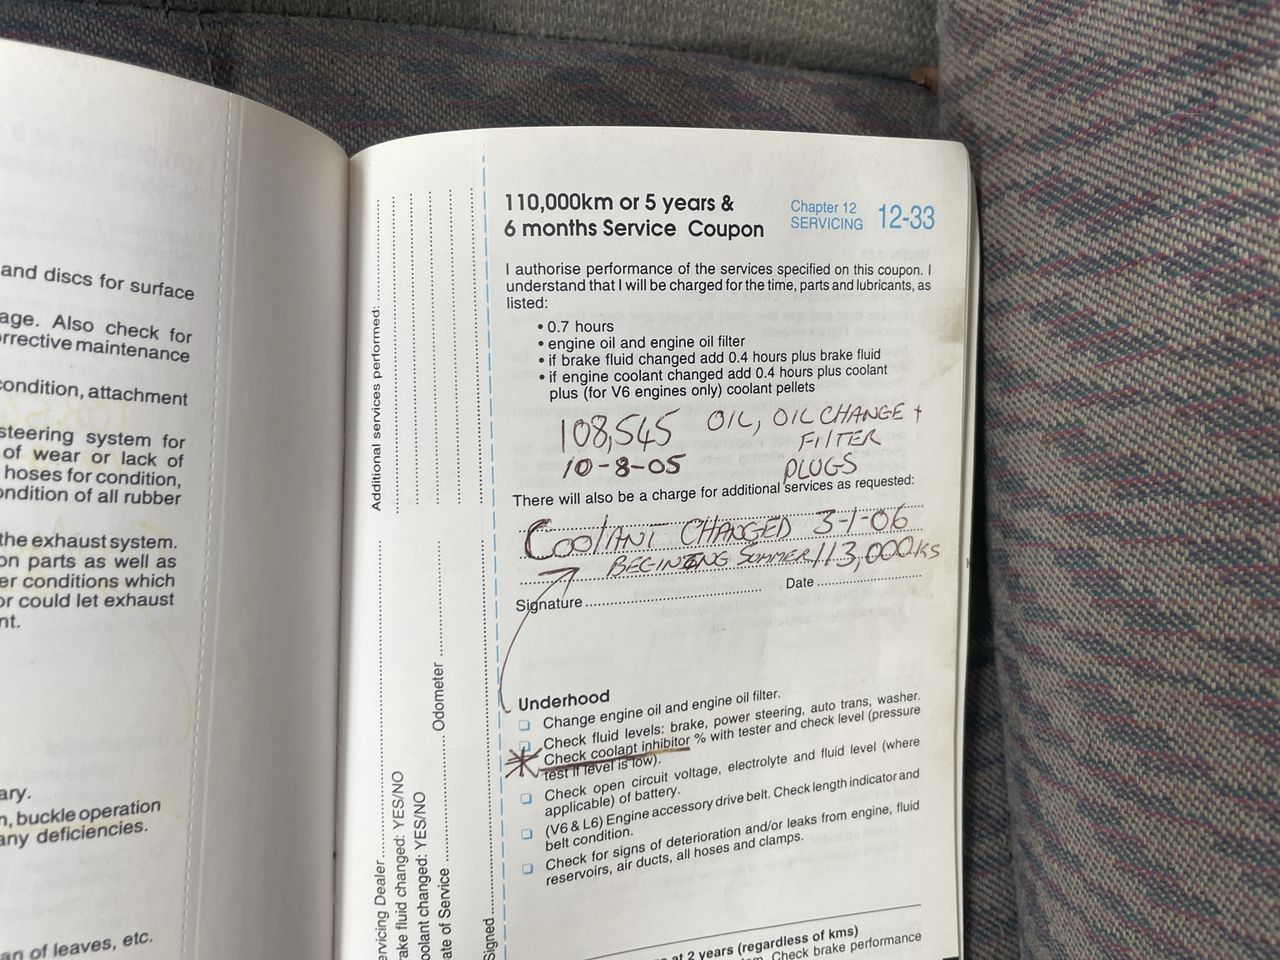 and discs for surface
age. Also check for
orrective maintenance
condition, attachment
steering system for
of wear or lack of
hoses for condition,
ondition of all rubber
the exhaust system.
on parts as well as
er conditions which
or could let exhaust
nt.
ary.
n, buckle operation
any deficiencies.
an of leaves, etc.
Additional services performed:
ervicing Dealer
rake fluid changed: YES/NO
oolant changed: YES/NO
ate of Service Odometer
Signed
110,000km or 5 years &
6 months Service Coupon
Chapter 12
SERVICING 12-33
I authorise performance of the services specified on this coupon. I
understand that I will be charged for the time, parts and lubricants, as
listed:
• 0.7 hours
• engine oil and engine oil filter
• if brake fluid changed add 0.4 hours plus brake fluid
• if engine coolant changed add 0.4 hours plus coolant
plus (for V6 engines only) coolant pellets
108,545 OIL, OIL CHANGE +
FILTER
10-8-05 PLUGS
There will also be a charge for additional services as requested:
COOLANT CHANGED 3-1-06
BEGINING SUMMER 113,000KS
Signature Date
Underhood
Change engine oil and engine oil filter.
Check fluid levels: brake, power steering, auto trans, washer.
Check coolant inhibitor % with tester and check level (pressure
test if level is low).
Check open circuit voltage, electrolyte and fluid level (where
applicable) of battery.
(V6 & L6) Engine accessory drive belt. Check length indicator and
belt condition.
Check for signs of deterioration and/or leaks from engine, fluid
reservoirs, air ducts, all hoses and clamps.
at 2 years (regardless of kms)
Check brake performance